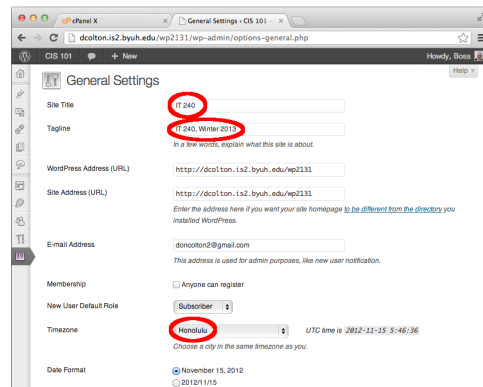 cPanel X
General Settings ‹ CIS 101 —
dcolton.is2.byuh.edu/wp2131/wp-admin/options-general.php
CIS 101 + New Howdy, Boss
Help
General Settings
Site Title IT 240
Tagline IT 240, Winter 2013
In a few words, explain what this site is about.
WordPress Address (URL) http://dcolton.is2.byuh.edu/wp2131
Site Address (URL) http://dcolton.is2.byuh.edu/wp2131
Enter the address here if you want your site homepage to be different from the directory you
installed WordPress.
E-mail Address doncolton2@gmail.com
This address is used for admin purposes, like new user notification.
Membership Anyone can register
New User Default Role Subscriber
Timezone Honolulu UTC time is 2012-11-15 5:46:36
Choose a city in the same timezone as you.
Date Format November 15, 2012
2012/11/15